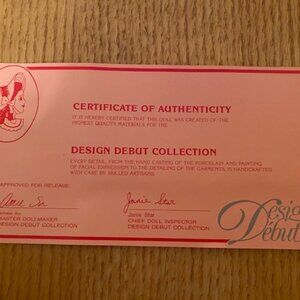 CERTIFICATE OF AUTHENTICITY
IT IS HEREBY CERTIFIED THAT THIS DOLL WAS CREATED OF THE
HIGHEST QUALITY MATERIALS FOR THE
DESIGN DEBUT COLLECTION
EVERY DETAIL, FROM THE HAND CASTING OF THE PORCELAIN AND PAINTING
OF FACIAL EXPRESSION TO THE DETAILING OF THE GARMENTS IS HANDCRAFTED
WITH CARE BY SKILLED ARTISANS.
APPROVED FOR RELEASE:
Janie Star
Janie Star
MASTER DOLLMAKER
CHIEF DOLL INSPECTOR
DESIGN DEBUT COLLECTION
DESIGN DEBUT COLLECTION
Design
Debut